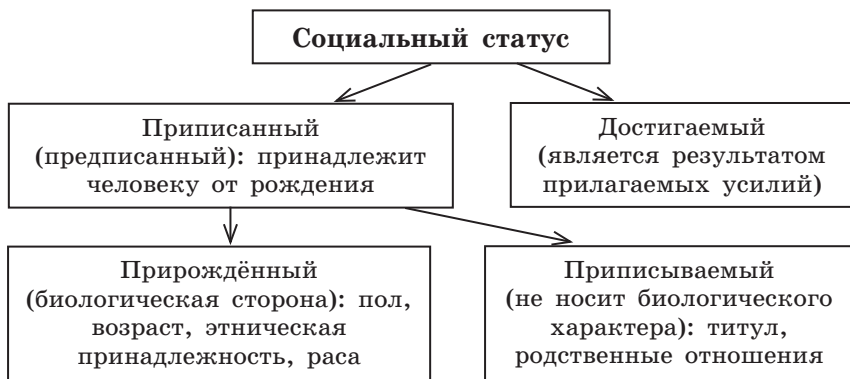 Социальный статус
Приписанный
(предписанный): принадлежит
человеку от рождения
Достигаемый
(является результатом
прилагаемых усилий)
Прирождённый
(биологическая сторона): пол,
возраст, этническая
принадлежность, раса
Приписываемый
(не носит биологического
характера): титул,
родственные отношения